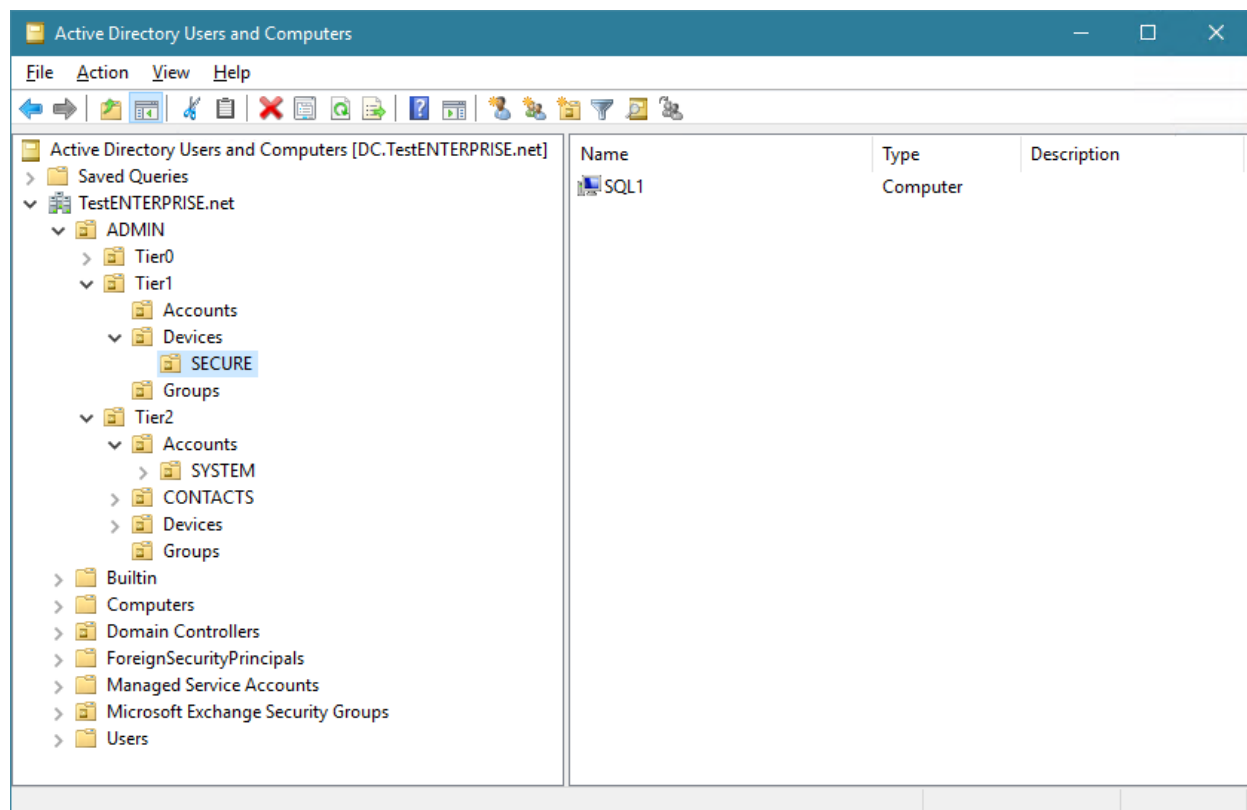 Active Directory Users and Computers
File Action View Help
Active Directory Users and Computers [DC.TestENTERPRISE.net]
Saved Queries
TestENTERPRISE.net
ADMIN
Tier0
Tier1
Accounts
Devices
SECURE
Groups
Tier2
Accounts
SYSTEM
CONTACTS
Devices
Groups
Builtin
Computers
Domain Controllers
ForeignSecurityPrincipals
Managed Service Accounts
Microsoft Exchange Security Groups
Users
Name Type Description
SQL1 Computer